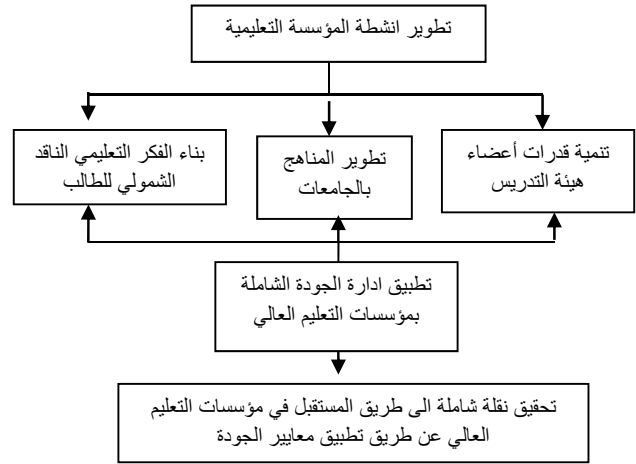 تطوير انشطة المؤسسة التعليمية
تنمية قدرات أعضاء
هيئة التدريس
تطوير المناهج
بالجامعات
بناء الفكر التعليمي الناقد
الشمولي للطالب
تطبيق ادارة الجودة الشاملة
بمؤسسات التعليم العالي
تحقيق نقلة شاملة الى طريق المستقبل في مؤسسات التعليم
العالي عن طريق تطبيق معايير الجودة